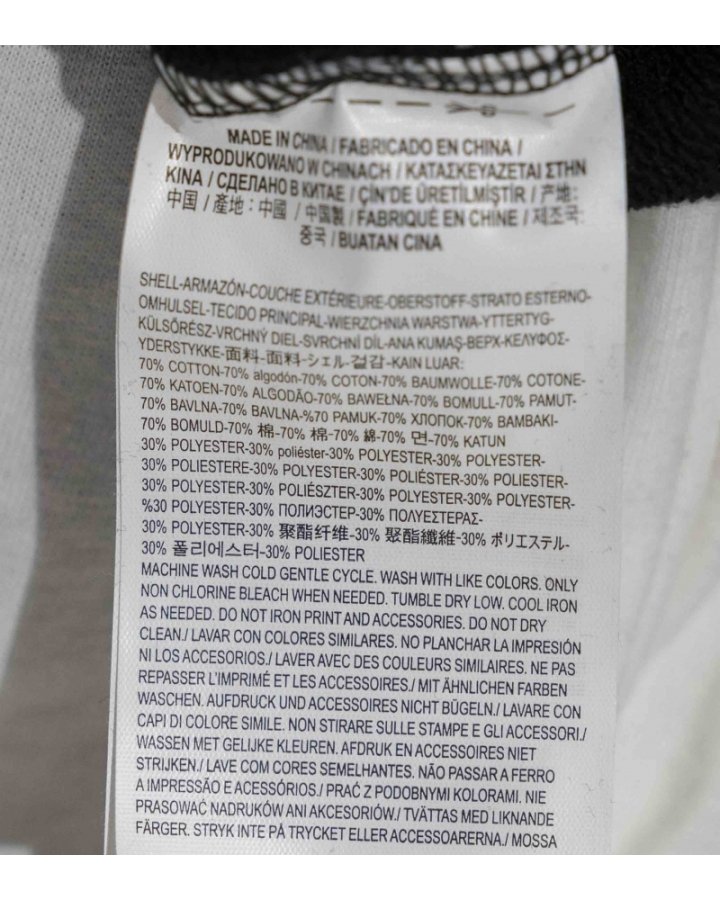 MADE IN CHINA / FABRICADO EN CHINA /
WYPRODUKOWANO W CHINACH / ΚΑΤΑΣΚΕΥΑΖΕΤΑΙ ΣΤΗΝ
ΚΙΝΑ / СДЕЛАНО В КИТАЕ / ÇİN'DE ÜRETİLMİŞTİR / 产地:
中国 / 產地：中國 / 中国製 / FABRIQUÉ EN CHINE / 제조국:
중국 / BUATAN CINA
SHELL-ARMAZÓN-COUCHE EXTÉRIEURE-OBERSTOFF-STRATO ESTERNO-
OMHULSEL-TECIDO PRINCIPAL-WIERZCHNIA WARSTWA-YTTERTYG-
KÜLSŐRÉSZ-VRCHNÝ DIEL-SVRCHNÍ DÍL-ANA KUMAŞ-ВЕРХ-ΚΕΛΥΦΟΣ-
YDERSTYKKE-面料-面料-シェル-겉감-KAIN LUAR:
70% COTTON-70% algodón-70% COTON-70% BAUMWOLLE-70% COTONE-
70% KATOEN-70% ALGODÃO-70% BAWEŁNA-70% BOMULL-70% PAMUT-
70% BAVLNA-70% BAVLNA-%70 PAMUK-70% ХЛОПОК-70% ΒΑΜΒΑΚΙ-
70% BOMULD-70% 棉-70% 棉-70% 綿-70% 면-70% KATUN
30% POLYESTER-30% poliéster-30% POLYESTER-30% POLYESTER-
30% POLIESTERE-30% POLYESTER-30% POLIÉSTER-30% POLIESTER-
30% POLYESTER-30% POLIÉSZTER-30% POLYESTER-30% POLYESTER-
%30 POLYESTER-30% ПОЛИЭСТЕР-30% ΠΟΛΥΕΣΤΕΡΑΣ-
30% POLYESTER-30% 聚酯纤维-30% 聚酯纖維-30% ポリエステル-
30% 폴리에스터-30% POLIESTER
MACHINE WASH COLD GENTLE CYCLE. WASH WITH LIKE COLORS. ONLY
NON CHLORINE BLEACH WHEN NEEDED. TUMBLE DRY LOW. COOL IRON
AS NEEDED. DO NOT IRON PRINT AND ACCESSORIES. DO NOT DRY
CLEAN./ LAVAR CON COLORES SIMILARES. NO PLANCHAR LA IMPRESIÓN
NI LOS ACCESORIOS./ LAVER AVEC DES COULEURS SIMILAIRES. NE PAS
REPASSER L'IMPRIMÉ ET LES ACCESSOIRES./ MIT ÄHNLICHEN FARBEN
WASCHEN. AUFDRUCK UND ACCESSOIRES NICHT BÜGELN./ LAVARE CON
CAPI DI COLORE SIMILE. NON STIRARE SULLE STAMPE E GLI ACCESSORI./
WASSEN MET GELIJKE KLEUREN. AFDRUK EN ACCESSOIRES NIET
STRIJKEN./ LAVE COM CORES SEMELHANTES. NÃO PASSAR A FERRO
A IMPRESSÃO E ACESSÓRIOS./ PRAĆ Z PODOBNYMI KOLORAMI. NIE
PRASOWAĆ NADRUKÓW ANI AKCESORIÓW./ TVÄTTAS MED LIKNANDE
FÄRGER. STRYK INTE PÅ TRYCKET ELLER ACCESSOARERNA./ MOSSA